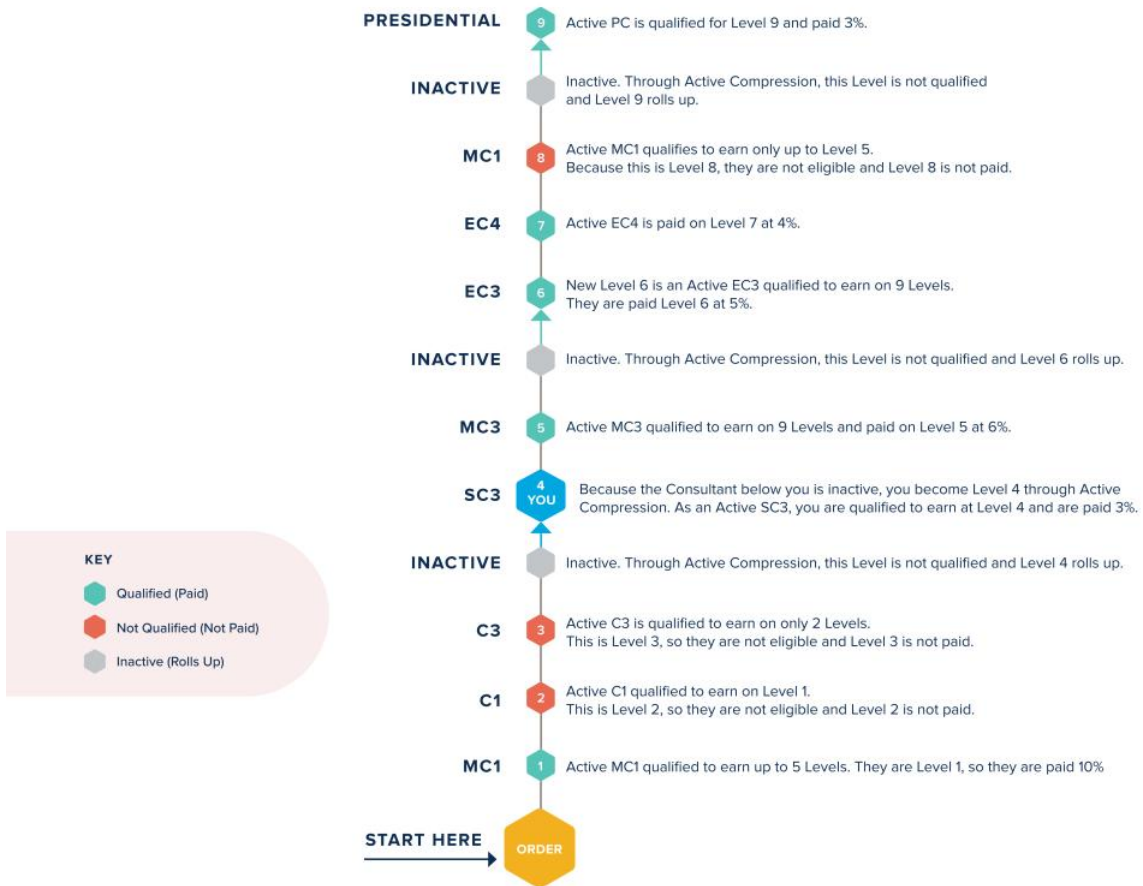 PRESIDENTIAL
9
Active PC is qualified for Level 9 and paid 3%.
INACTIVE
Inactive. Through Active Compression, this Level is not qualified
and Level 9 rolls up.
MC1
8
Active MC1 qualifies to earn only up to Level 5.
Because this is Level 8, they are not eligible and Level 8 is not paid.
EC4
7
Active EC4 is paid on Level 7 at 4%.
EC3
6
New Level 6 is an Active EC3 qualified to earn on 9 Levels.
They are paid Level 6 at 5%.
INACTIVE
Inactive. Through Active Compression, this Level is not qualified and Level 6 rolls up.
MC3
5
Active MC3 qualified to earn on 9 Levels and paid on Level 5 at 6%.
SC3
4
YOU
Because the Consultant below you is inactive, you become Level 4 through Active
Compression. As an Active SC3, you are qualified to earn at Level 4 and are paid 3%.
INACTIVE
Inactive. Through Active Compression, this Level is not qualified and Level 4 rolls up.
C3
3
Active C3 is qualified to earn on only 2 Levels.
This is Level 3, so they are not eligible and Level 3 is not paid.
C1
2
Active C1 qualified to earn on Level 1.
This is Level 2, so they are not eligible and Level 2 is not paid.
MC1
1
Active MC1 qualified to earn up to 5 Levels. They are Level 1, so they are paid 10%
START HERE
ORDER
KEY
Qualified (Paid)
Not Qualified (Not Paid)
Inactive (Rolls Up)